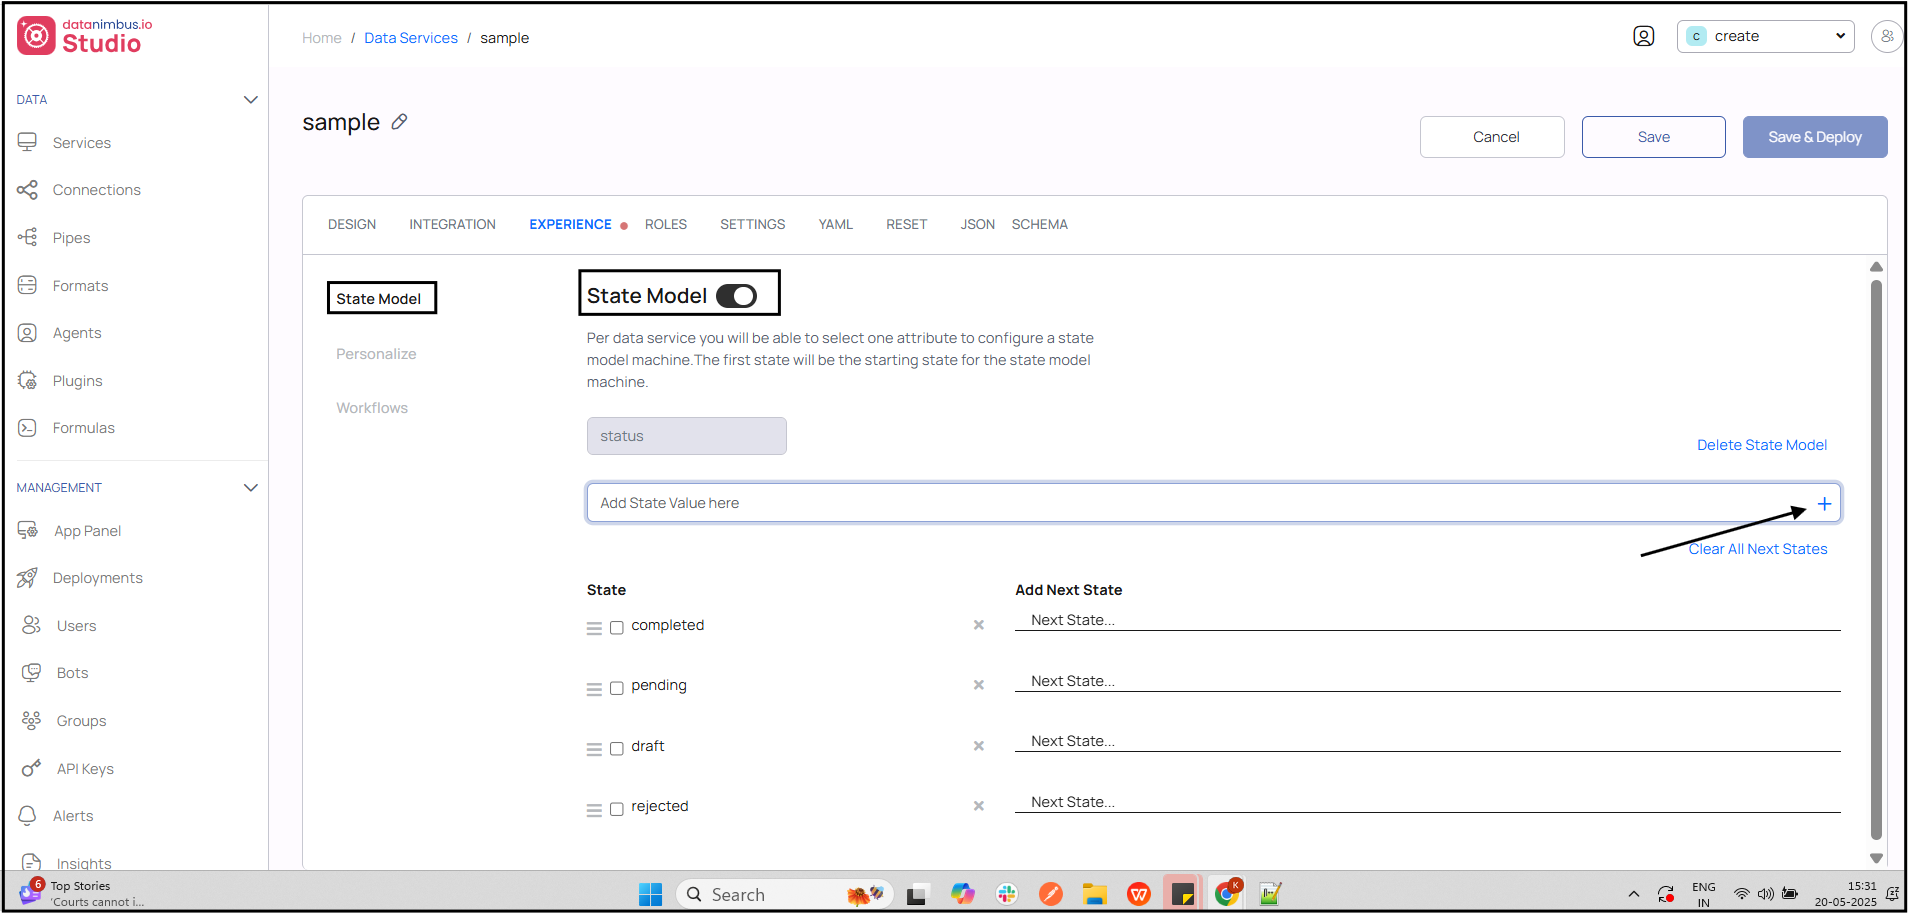 datanimbus.io
Studio
Home / Data Services / sample
c create
DATA
Services
Connections
Pipes
Formats
Agents
Plugins
Formulas
MANAGEMENT
App Panel
Deployments
Users
Bots
Groups
API Keys
Alerts
Insights
sample
Cancel
Save
Save & Deploy
DESIGN INTEGRATION EXPERIENCE ROLES SETTINGS YAML RESET JSON SCHEMA
State Model
Personalize
Workflows
State Model
Per data service you will be able to select one attribute to configure a state
model machine.The first state will be the starting state for the state model
machine.
status
Delete State Model
Add State Value here
Clear All Next States
State Add Next State
completed Next State...
pending Next State...
draft Next State...
rejected Next State...
6
Top Stories
'Courts cannot i...
Search
K
ENG
IN
15:31
20-05-2025